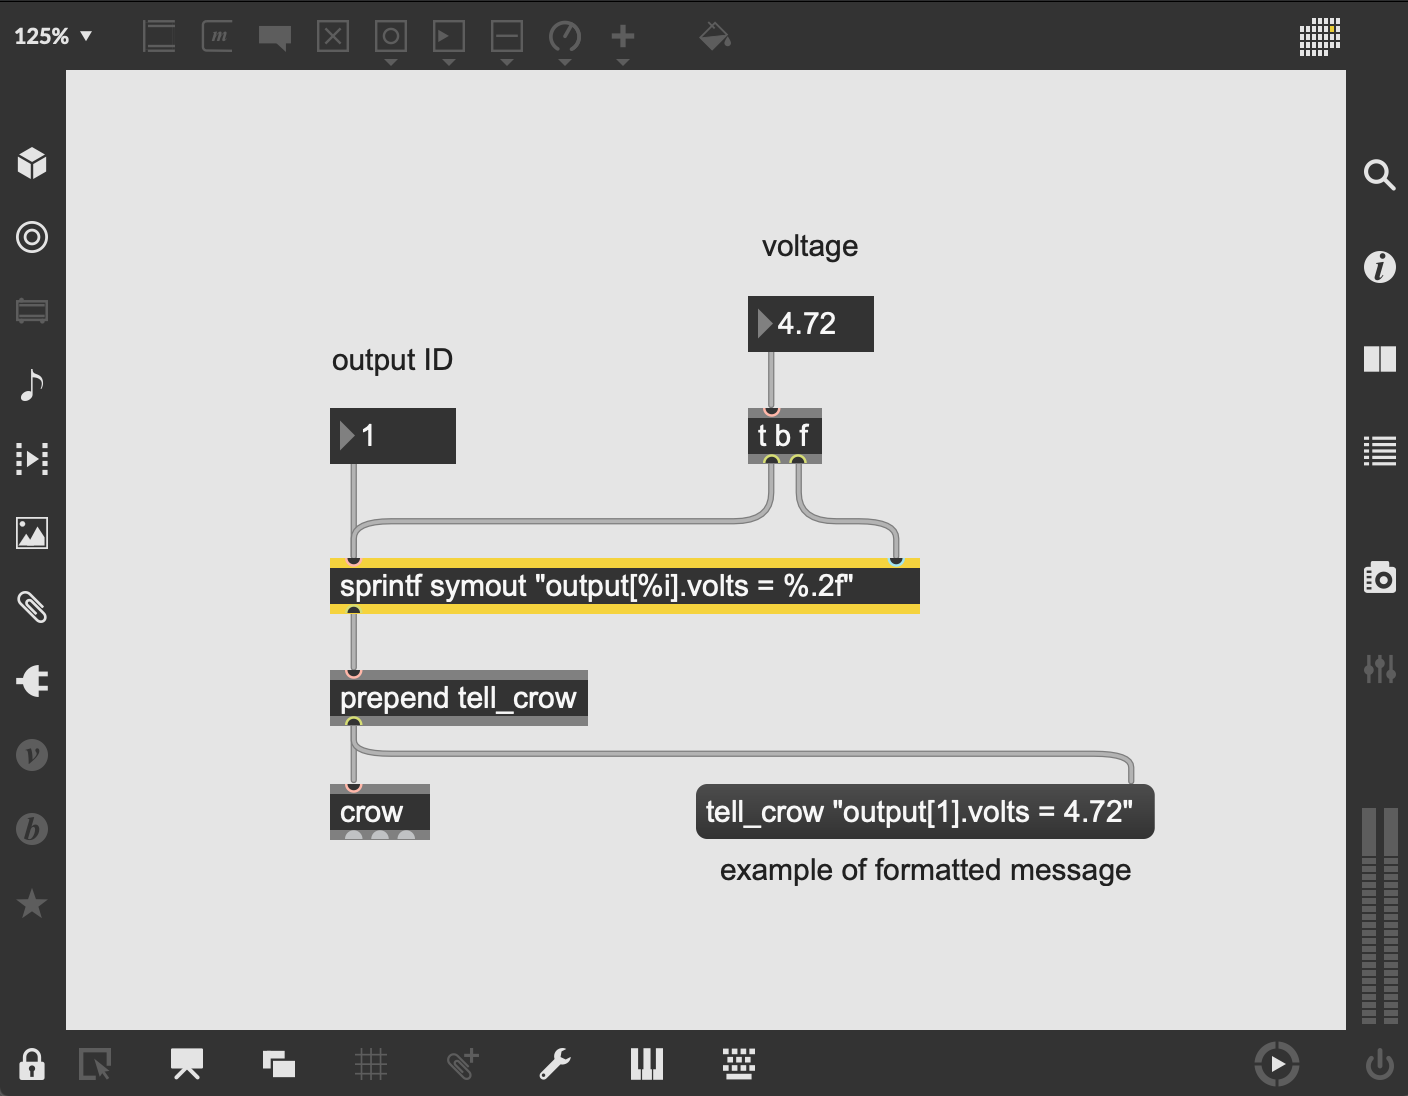 125%
voltage
4.72
output ID
1
t b f
sprintf symout "output[%i].volts = %.2f"
prepend tell_crow
crow
tell_crow "output[1].volts = 4.72"
example of formatted message